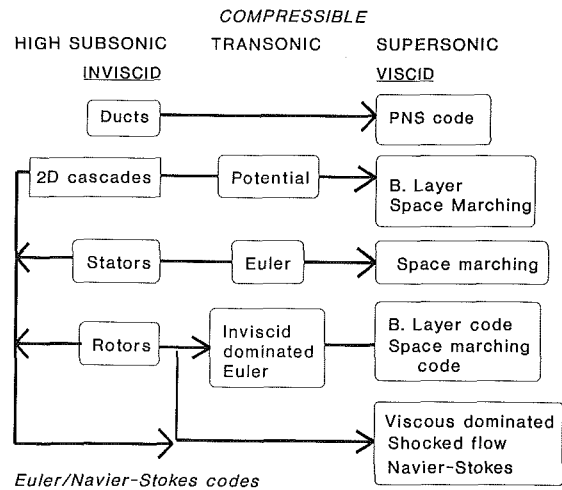 COMPRESSIBLE
HIGH SUBSONIC TRANSONIC SUPERSONIC
INVISCID VISCID
Ducts PNS code
2D cascades Potential B. Layer
Space Marching
Stators Euler Space marching
Rotors
Inviscid
dominated
Euler
B. Layer code
Space marching
code
Viscous dominated
Shocked flow
Navier-Stokes
Euler/Navier-Stokes codes